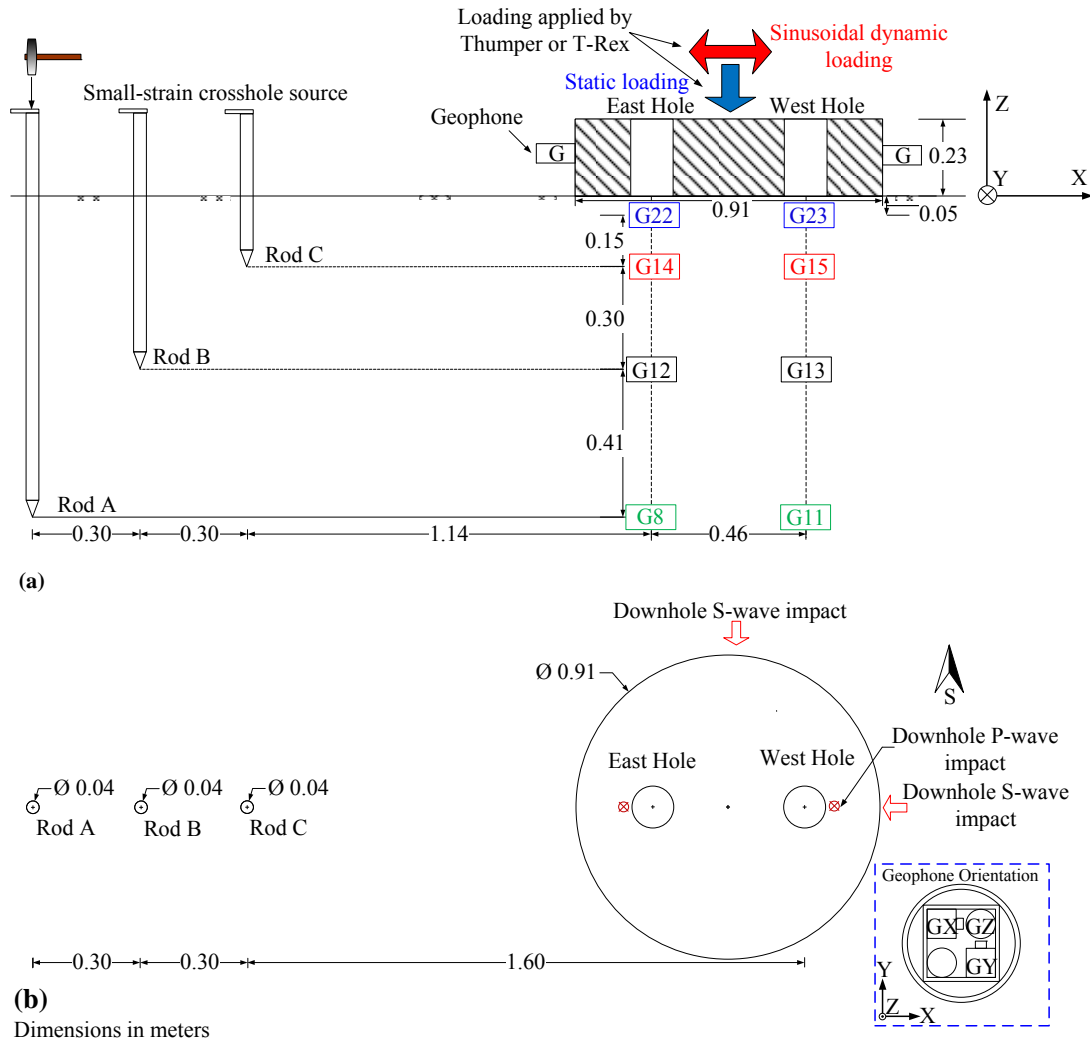 Loading applied by
Thumper or T-Rex
Sinusoidal dynamic
loading
Static loading
Small-strain crosshole source
East Hole
West Hole
Geophone
G
G
0.23
Z
Y
X
0.91
0.05
G22
G23
0.15
Rod C
G14
G15
0.30
Rod B
G12
G13
0.41
Rod A
G8
G11
0.30
0.30
1.14
0.46
(a)
Downhole S-wave impact
Ø 0.91
S
East Hole
West Hole
Downhole P-wave
impact
Ø 0.04
Ø 0.04
Ø 0.04
Downhole S-wave
impact
Rod A
Rod B
Rod C
Geophone Orientation
GX
GZ
GY
Y
Z
X
0.30
0.30
1.60
(b)
Dimensions in meters